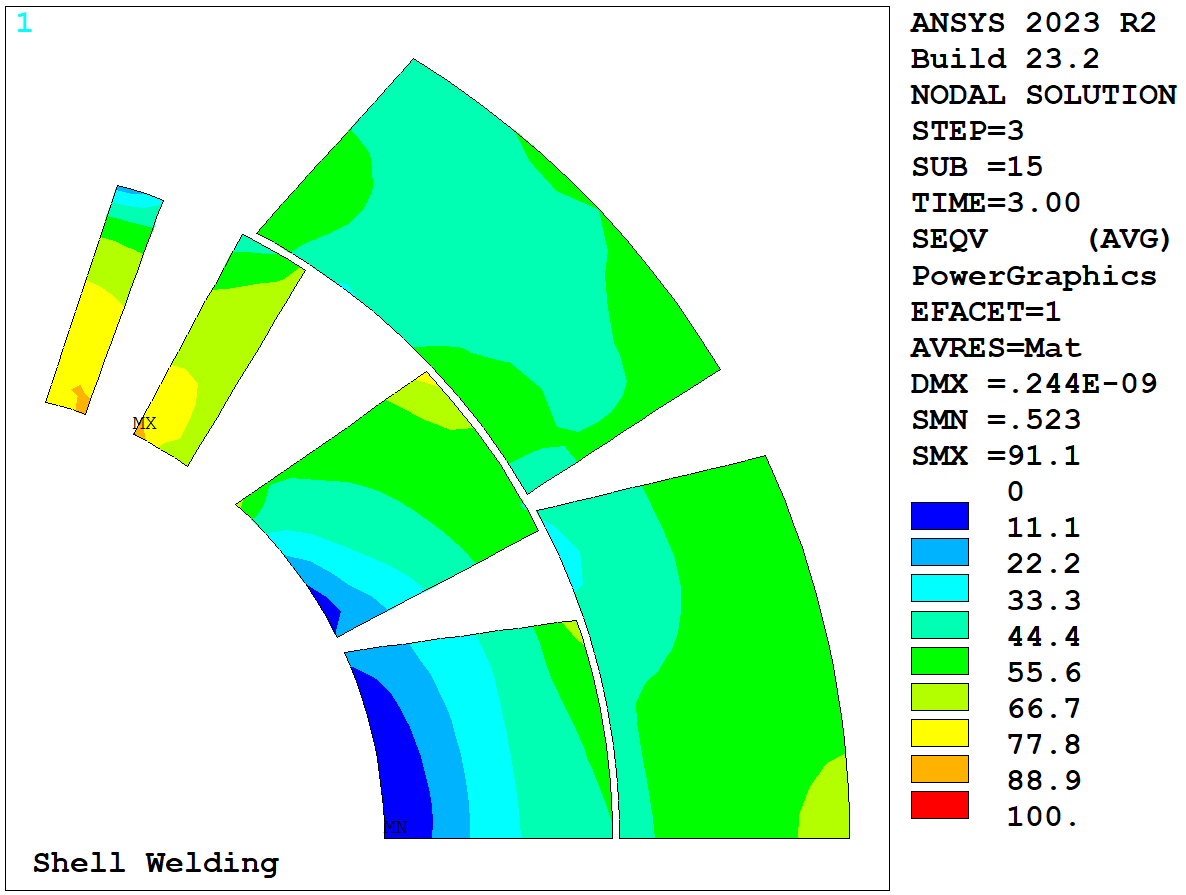 1
ANSYS 2023 R2
Build 23.2
NODAL SOLUTION
STEP=3
SUB =15
TIME=3.00
SEQV (AVG)
PowerGraphics
EFACET=1
AVRES=Mat
DMX =.244E-09
SMN =.523
SMX =91.1
0
11.1
22.2
33.3
44.4
55.6
66.7
77.8
88.9
100.
MX
MN
Shell Welding